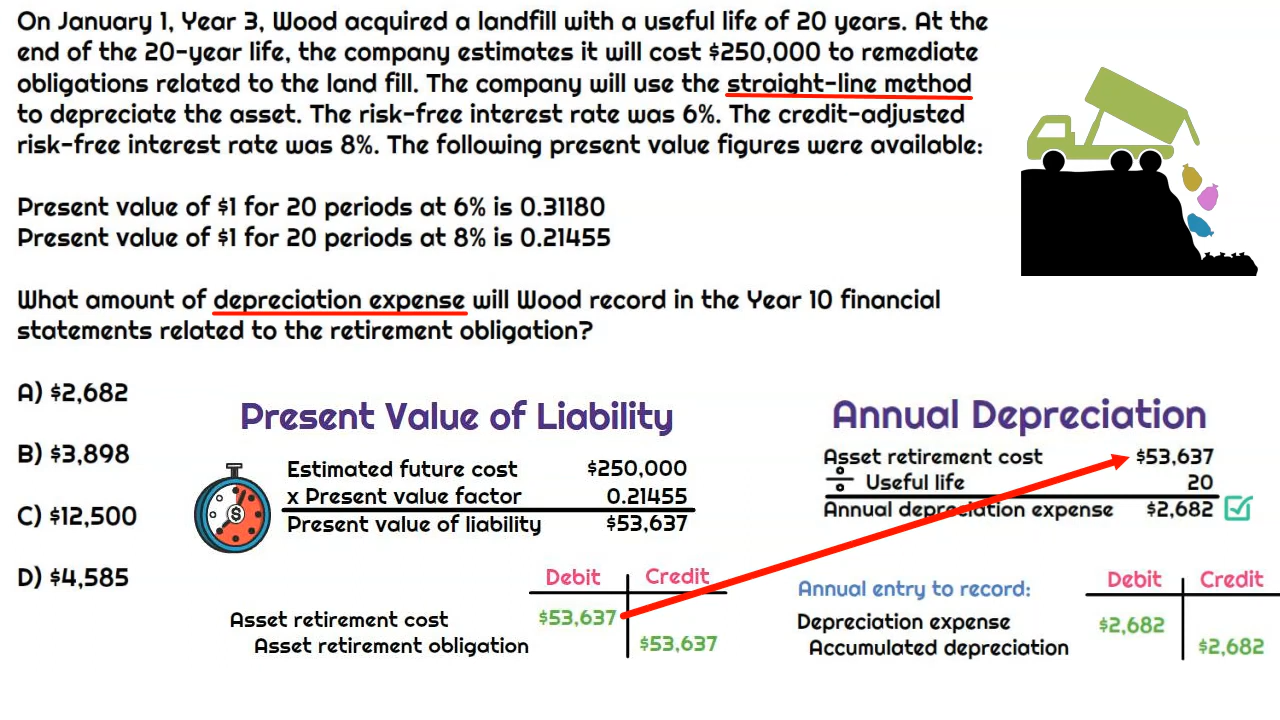 On January 1, Year 3, Wood acquired a landfill with a useful life of 20 years. At the
end of the 20-year life, the company estimates it will cost $250,000 to remediate
obligations related to the land fill. The company will use the straight-line method
to depreciate the asset. The risk-free interest rate was 6%. The credit-adjusted
risk-free interest rate was 8%. The following present value figures were available:
Present value of $1 for 20 periods at 6% is 0.31180
Present value of $1 for 20 periods at 8% is 0.21455
What amount of depreciation expense will Wood record in the Year 10 financial
statements related to the retirement obligation?
A) $2,682
B) $3,898
C) $12,500
D) $4,585
Present Value of Liability
Estimated future cost $250,000
x Present value factor 0.21455
Present value of liability $53,637
$
Debit Credit
Asset retirement cost $53,637
Asset retirement obligation $53,637
Annual Depreciation
Asset retirement cost $53,637
÷ Useful life 20
Annual depreciation expense $2,682
Annual entry to record: Debit Credit
Depreciation expense $2,682
Accumulated depreciation $2,682